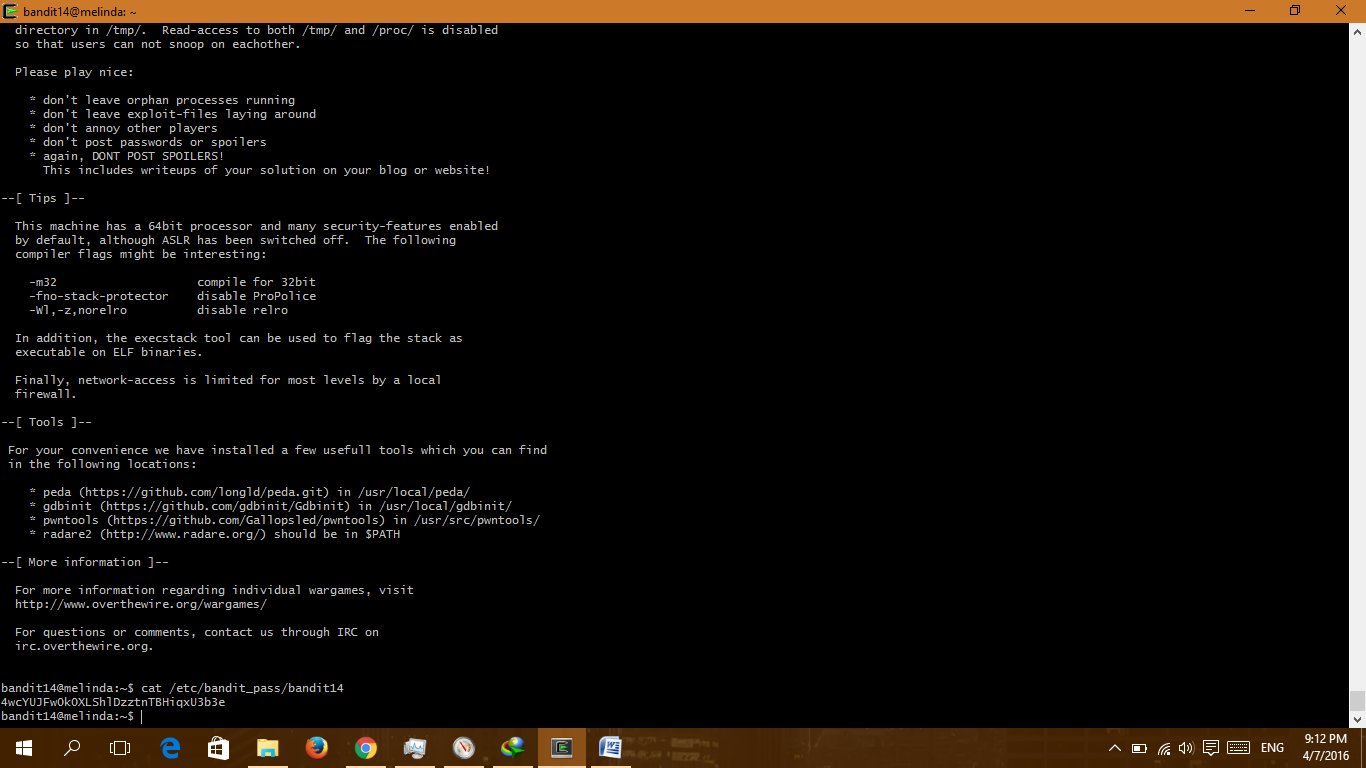 bandit14@melinda: ~
directory in /tmp/.  Read-access to both /tmp/ and /proc/ is disabled
so that users can not snoop on eachother.
Please play nice:
* don't leave orphan processes running
* don't leave exploit-files laying around
* don't annoy other players
* don't post passwords or spoilers
* again, DONT POST SPOILERS!
This includes writeups of your solution on your blog or website!
--[ Tips ]--
This machine has a 64bit processor and many security-features enabled
by default, although ASLR has been switched off.  The following
compiler flags might be interesting:
-m32                    compile for 32bit
-fno-stack-protector    disable ProPolice
-Wl,-z,norelro          disable relro
In addition, the execstack tool can be used to flag the stack as
executable on ELF binaries.
Finally, network-access is limited for most levels by a local
firewall.
--[ Tools ]--
For your convenience we have installed a few usefull tools which you can find
in the following locations:
* peda (https://github.com/longld/peda.git) in /usr/local/peda/
* gdbinit (https://github.com/gdbinit/Gdbinit) in /usr/local/gdbinit/
* pwntools (https://github.com/Gallopsled/pwntools) in /usr/src/pwntools/
* radare2 (http://www.radare.org/) should be in $PATH
--[ More information ]--
For more information regarding individual wargames, visit
http://www.overthewire.org/wargames/
For questions or comments, contact us through IRC on
irc.overthewire.org.
bandit14@melinda:~$ cat /etc/bandit_pass/bandit14
4wcYUJFw0k0XLShlDzztnTBHiqxU3b3e
bandit14@melinda:~$
ENG
9:12 PM
4/7/2016